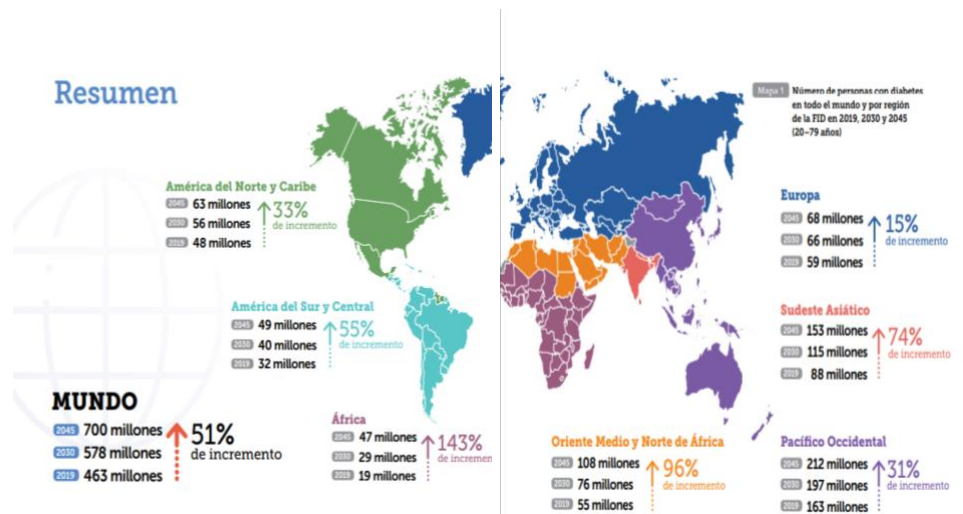 Resumen
América del Norte y Caribe
2045 63 millones
2030 56 millones
2019 48 millones
33%
de incremento
América del Sur y Central
2045 49 millones
2030 40 millones
2019 32 millones
55%
de incremento
MUNDO
2045 700 millones
2030 578 millones
2019 463 millones
51%
de incremento
África
2045 47 millones
2030 29 millones
2019 19 millones
143%
de incremen
Mapa 1 Número de personas con diabetes
en todo el mundo y por región
de la FID en 2019, 2030 y 2045
(20–79 años)
Europa
2045 68 millones
2030 66 millones
2019 59 millones
15%
de incremento
Sudeste Asiático
2045 153 millones
2030 115 millones
2019 88 millones
74%
de incremento
Oriente Medio y Norte de África
2045 108 millones
2030 76 millones
2019 55 millones
96%
de incremento
Pacífico Occidental
2045 212 millones
2030 197 millones
2019 163 millones
31%
de incremento